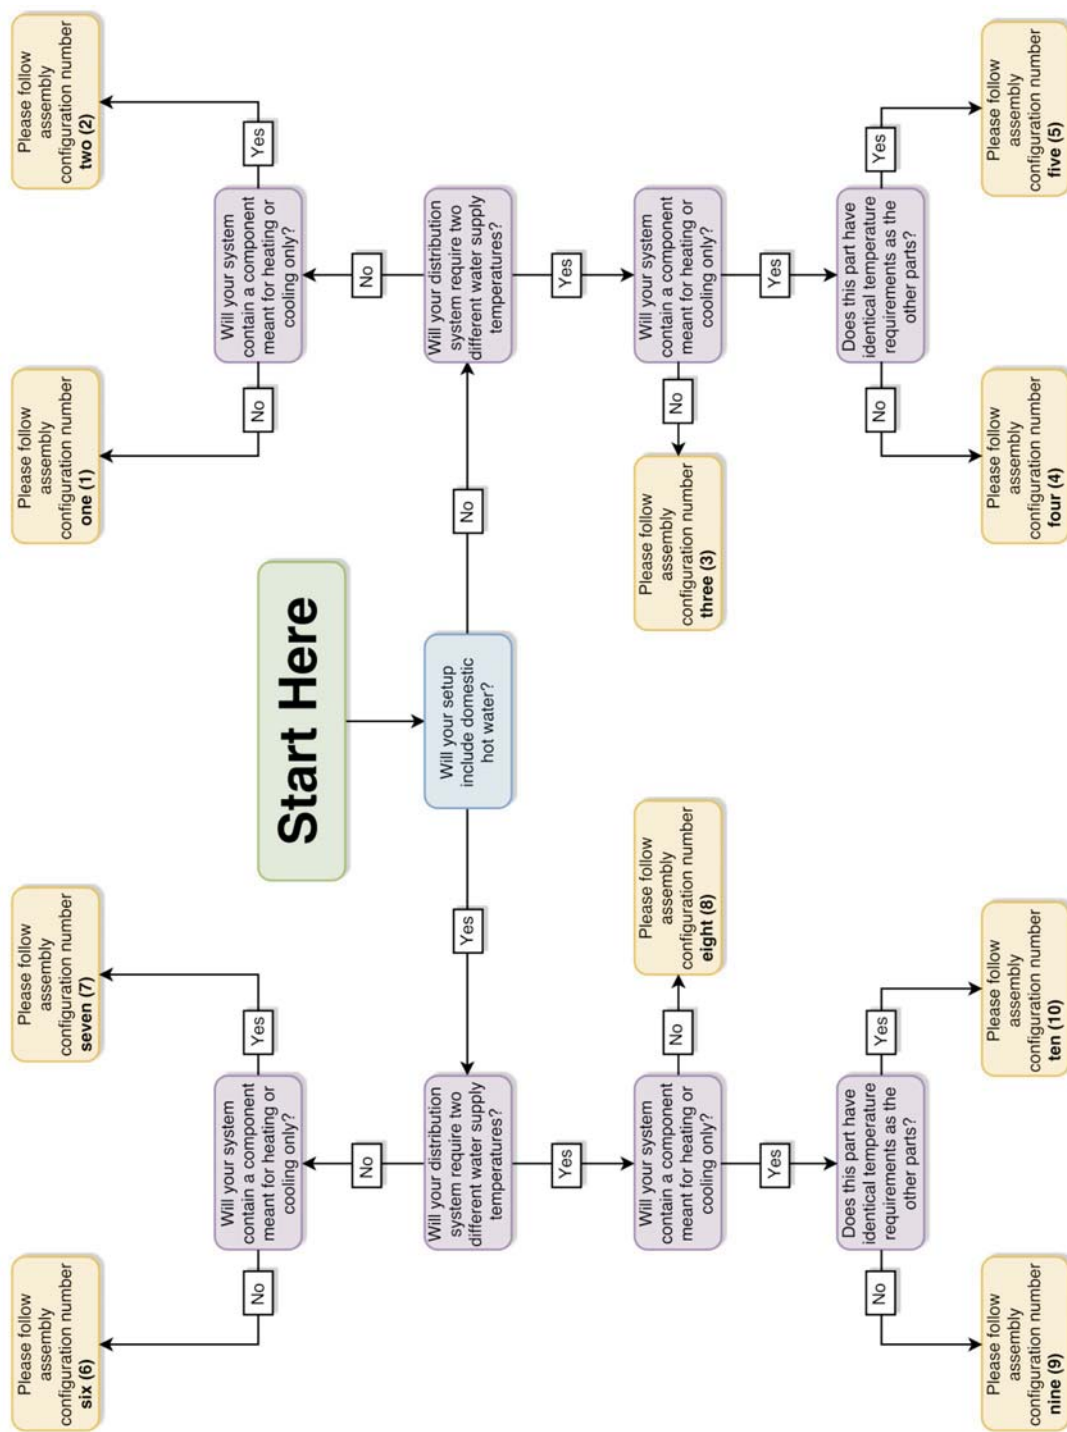 Please follow
assembly
configuration number
six (6)
Please follow
assembly
configuration number
seven (7)
Please follow
assembly
configuration number
one (1)
Please follow
assembly
configuration number
two (2)
No
Will your system
contain a component
meant for heating or
cooling only?
Yes
Start Here
No
Will your system
contain a component
meant for heating or
cooling only?
Yes
No
No
Will your distribution
system require two
different water supply
temperatures?
Yes
Will your setup
include domestic
hot water?
No
Will your distribution
system require two
different water supply
temperatures?
Yes
Yes
Will your system
contain a component
meant for heating or
cooling only?
No
Please follow
assembly
configuration number
eight (8)
Please follow
assembly
configuration number
three (3)
No
Will your system
contain a component
meant for heating or
cooling only?
Yes
Yes
No
Does this part have
identical temperature
requirements as the
other parts?
Yes
No
Does this part have
identical temperature
requirements as the
other parts?
Yes
Please follow
assembly
configuration number
nine (9)
Please follow
assembly
configuration number
ten (10)
Please follow
assembly
configuration number
four (4)
Please follow
assembly
configuration number
five (5)